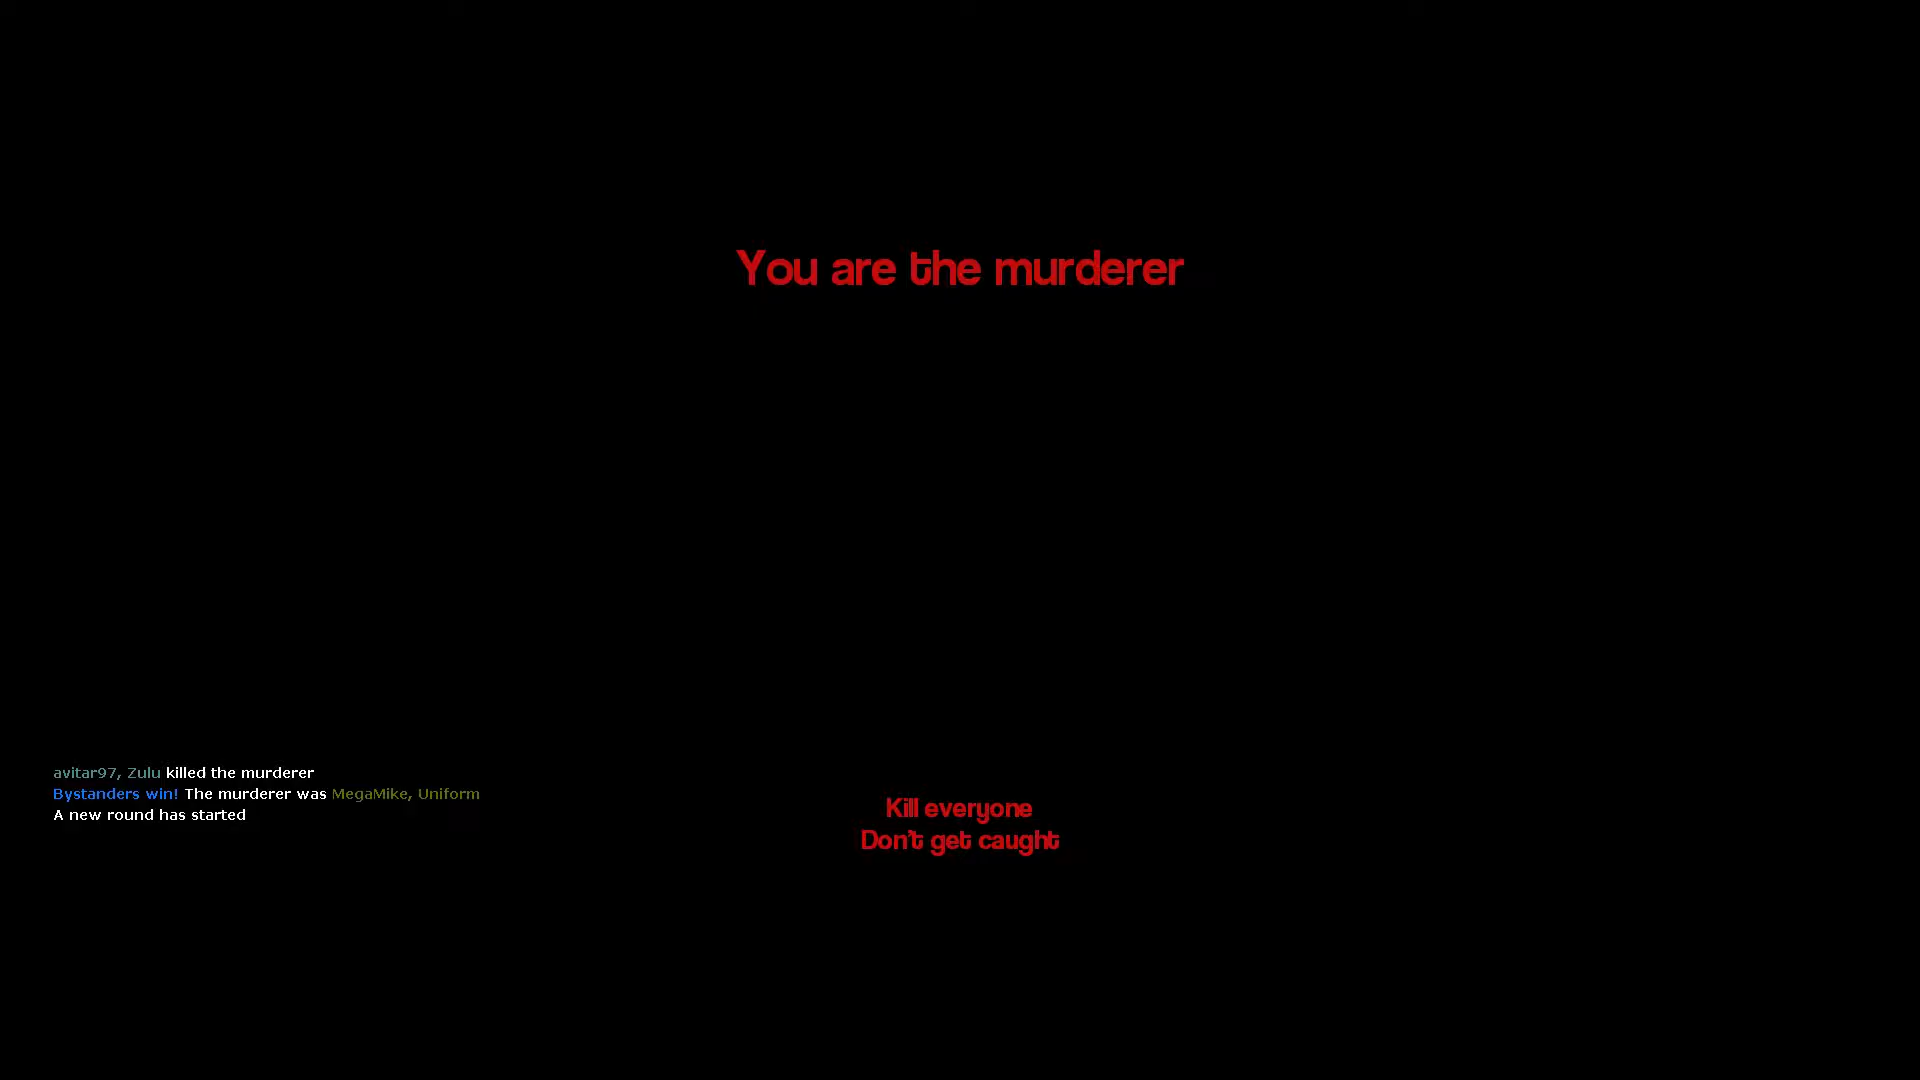 You are the murderer
avitar97, Zulu killed the murderer
Bystanders win! The murderer was MegaMike, Uniform
A new round has started
Kill everyone
Don't get caught